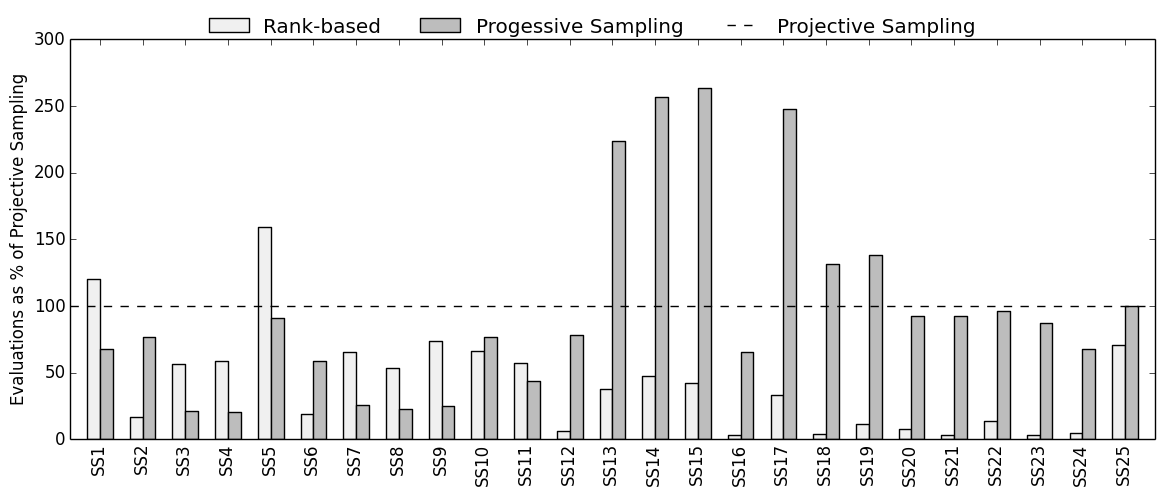 Rank-based Progessive Sampling Projective Sampling
Evaluations as % of Projective Sampling
300
250
200
150
100
50
0
SS1 SS2 SS3 SS4 SS5 SS6 SS7 SS8 SS9 SS10 SS11 SS12 SS13 SS14 SS15 SS16 SS17 SS18 SS19 SS20 SS21 SS22 SS23 SS24 SS25